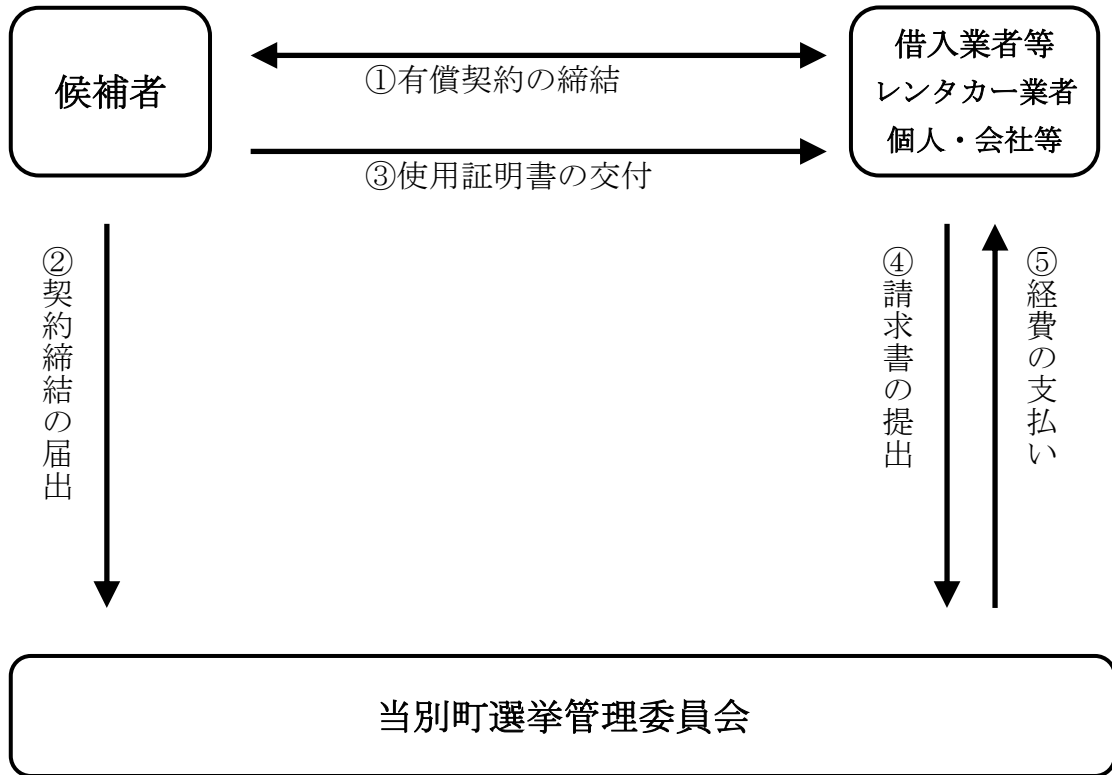 候補者
①有償契約の締結
借入業者等
レンタカー業者
個人・会社等
③使用証明書の交付
②契約締結の届出
④請求書の提出
⑤経費の支払い
当別町選挙管理委員会